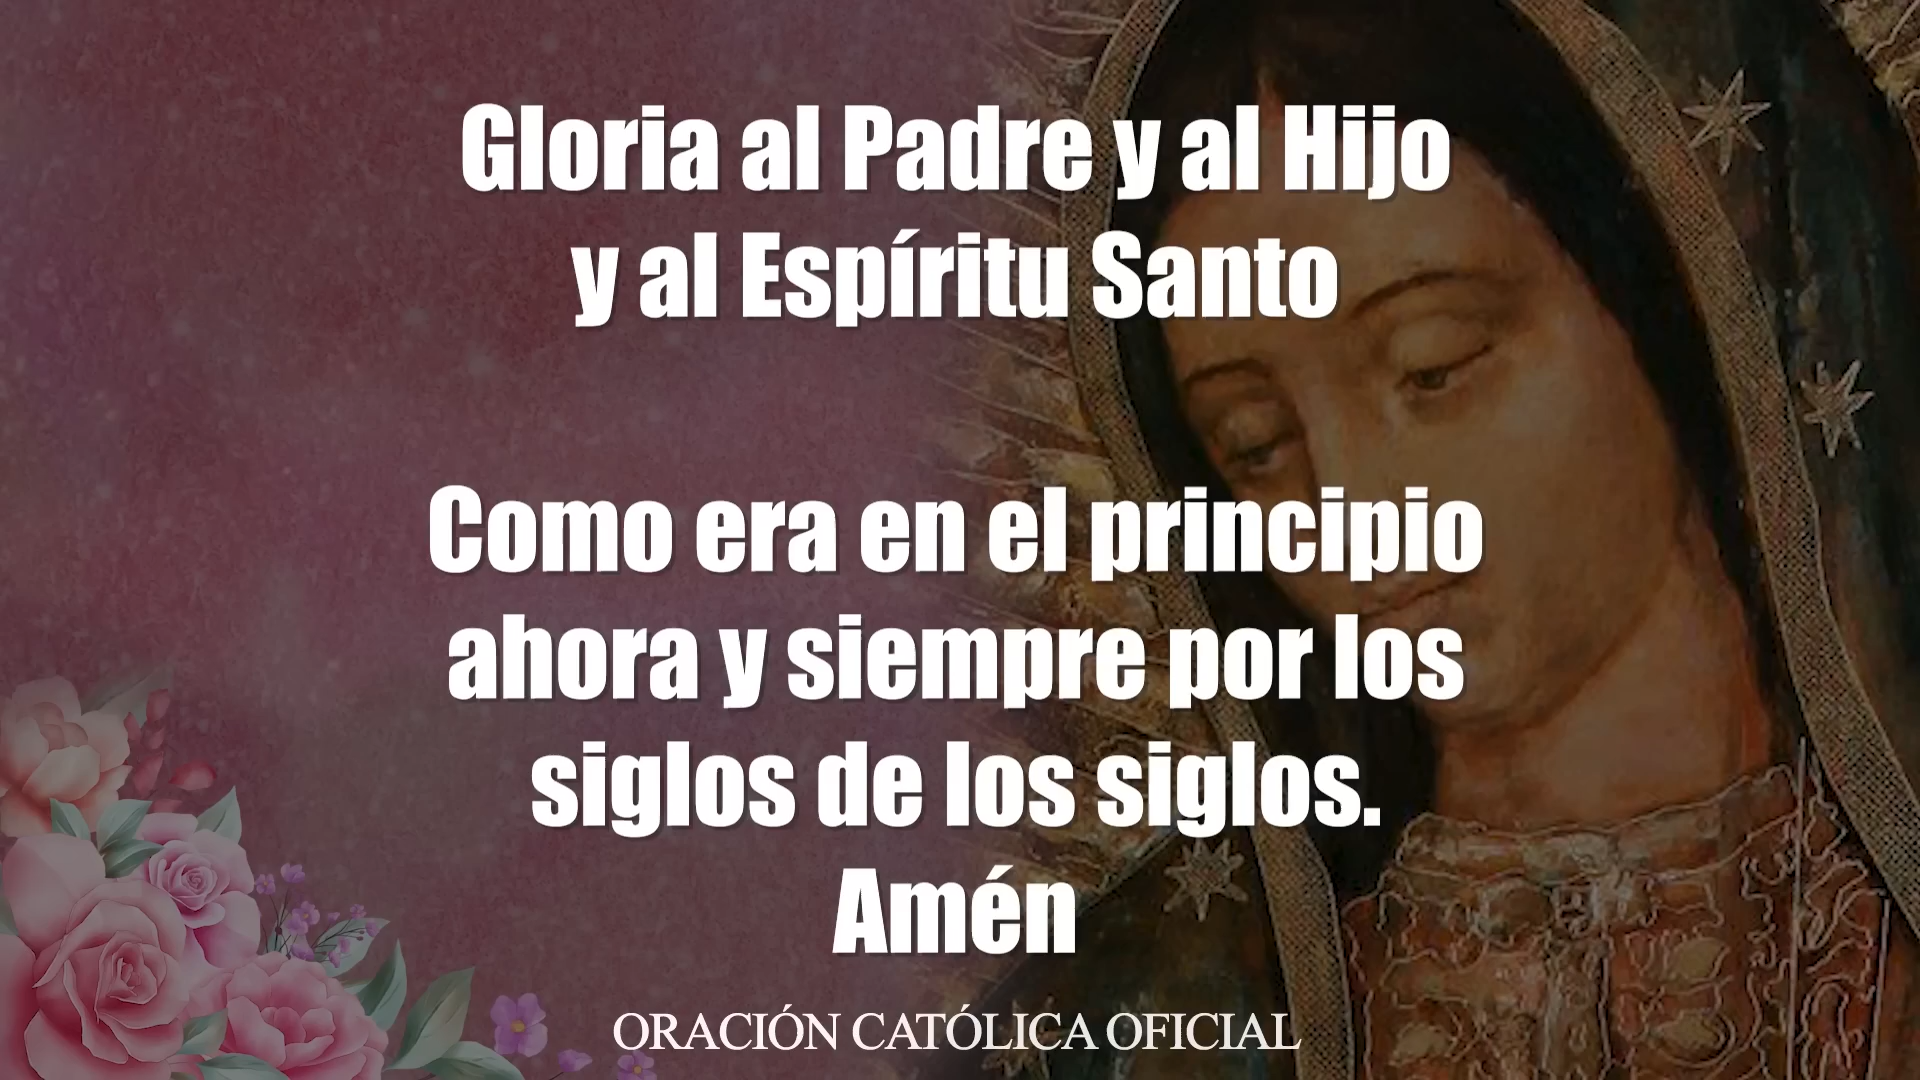 Gloria al Padre y al Hijo
y al Espíritu Santo
Como era en el principio
ahora y siempre por los
siglos de los siglos.
Amén
ORACIÓN CATÓLICA OFICIAL